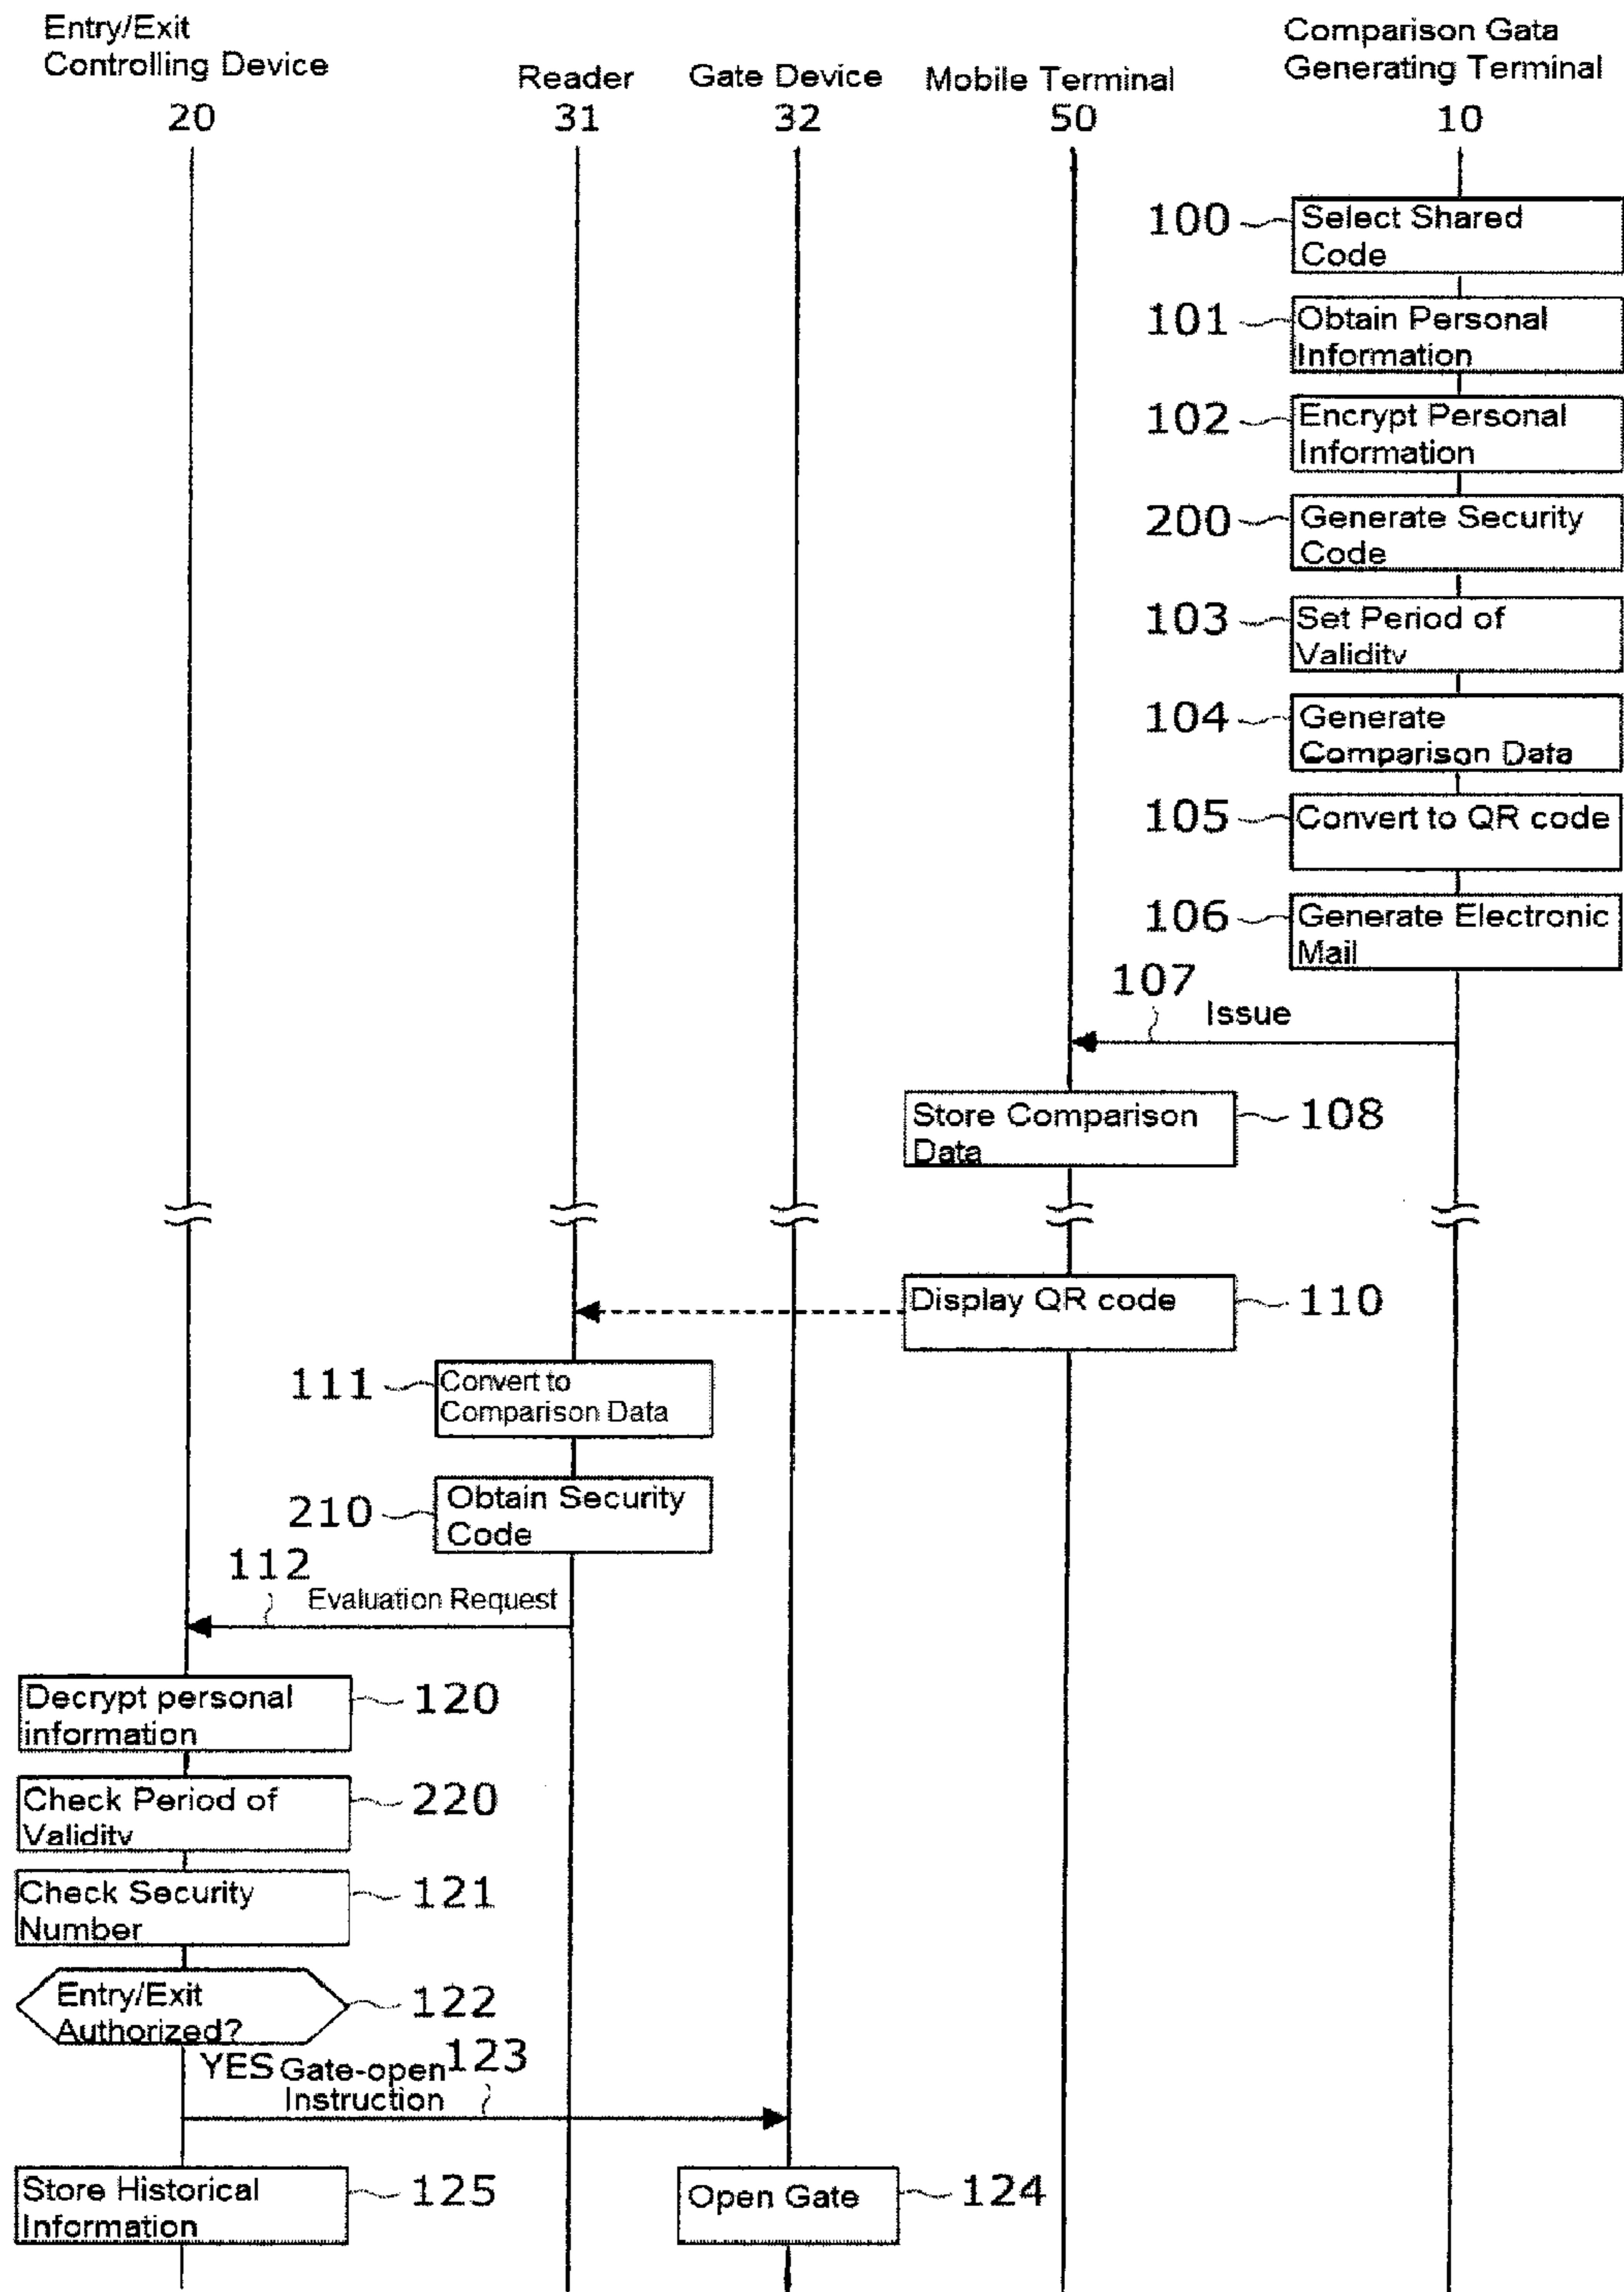 Entry/Exit
Controlling Device
20
Reader
31
Gate Device
32
Mobile Terminal
50
Comparison Gata
Generating Terminal
10
100
Select Shared
Code
101
Obtain Personal
Information
102
Encrypt Personal
Information
200
Generate Security
Code
103
Set Period of
Validity
104
Generate
Comparison Data
105
Convert to QR code
106
Generate Electronic
Mail
107
Issue
Store Comparison
Data
108
Display QR code
110
111
Convert to
Comparison Data
210
Obtain Security
Code
112
Evaluation Request
Decrypt personal
information
120
Check Period of
Validity
220
Check Security
Number
121
Entry/Exit
Authorized?
122
YES
Gate-open
Instruction
123
Store Historical
Information
125
Open Gate
124